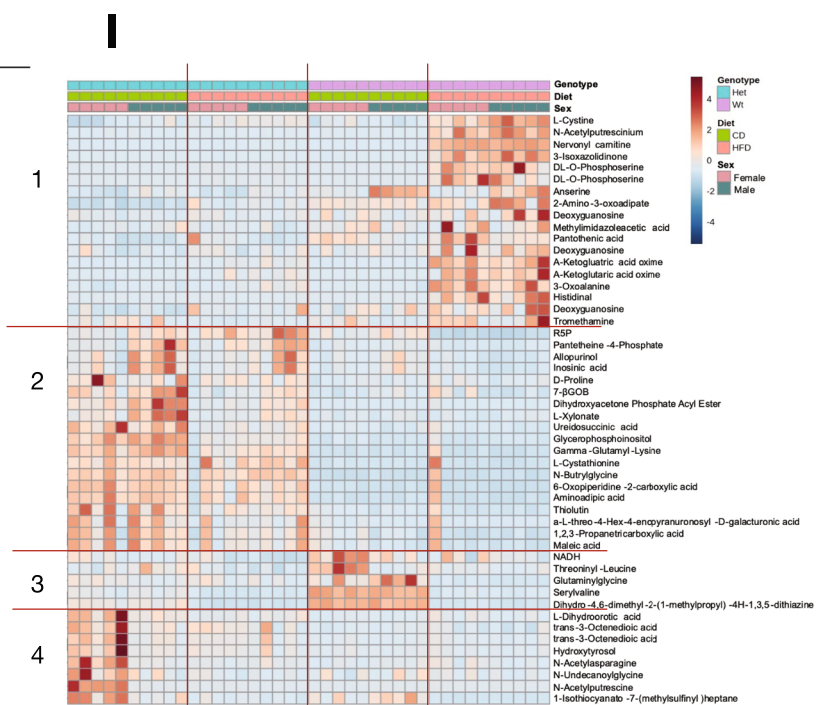 I
Genotype
Diet
Sex
1
2
3
4
L-Cystine
N-Acetylputrescinium
Nervonyl carnitine
3-Isoxazolidinone
DL-O-Phosphoserine
DL-O-Phosphoserine
Anserine
2-Amino-3-oxoadipate
Deoxyguanosine
Methylimidazoleacetic acid
Pantothenic acid
Deoxyguanosine
A-Ketogluatric acid oxime
A-Ketoglutaric acid oxime
3-Oxoalanine
Histidinal
Deoxyguanosine
Tromethamine
R5P
Pantetheine -4-Phosphate
Allopurinol
Inosinic acid
D-Proline
7-βGOB
Dihydroxyacetone Phosphate Acyl Ester
L-Xylonate
Ureidosuccinic acid
Glycerophosphoinositol
Gamma-Glutamyl-Lysine
L-Cystathionine
N-Butrylglycine
6-Oxopiperidine -2-carboxylic acid
Aminoadipic acid
Thiolutin
a-L-threo-4-Hex-4-enopyranuronosyl -D-galacturonic acid
1,2,3-Propanetricarboxylic acid
Maleic acid
NADH
Threoninyl-Leucine
Glutaminylglycine
Serylvaline
Dihydro-4,6-dimethyl-2-(1-methylpropyl) -4H-1,3,5-dithiazine
L-Dihydroorotic acid
trans-3-Octenedioic acid
trans-3-Octenedioic acid
Hydroxytyrosol
N-Acetylasparagine
N-Undecanoylglycine
N-Acetylputrescine
1-Isothiocyanato -7-(methylsulfinyl )heptane
4
2
0
-2
-4
Genotype
Het
Wt
Diet
CD
HFD
Sex
Female
Male